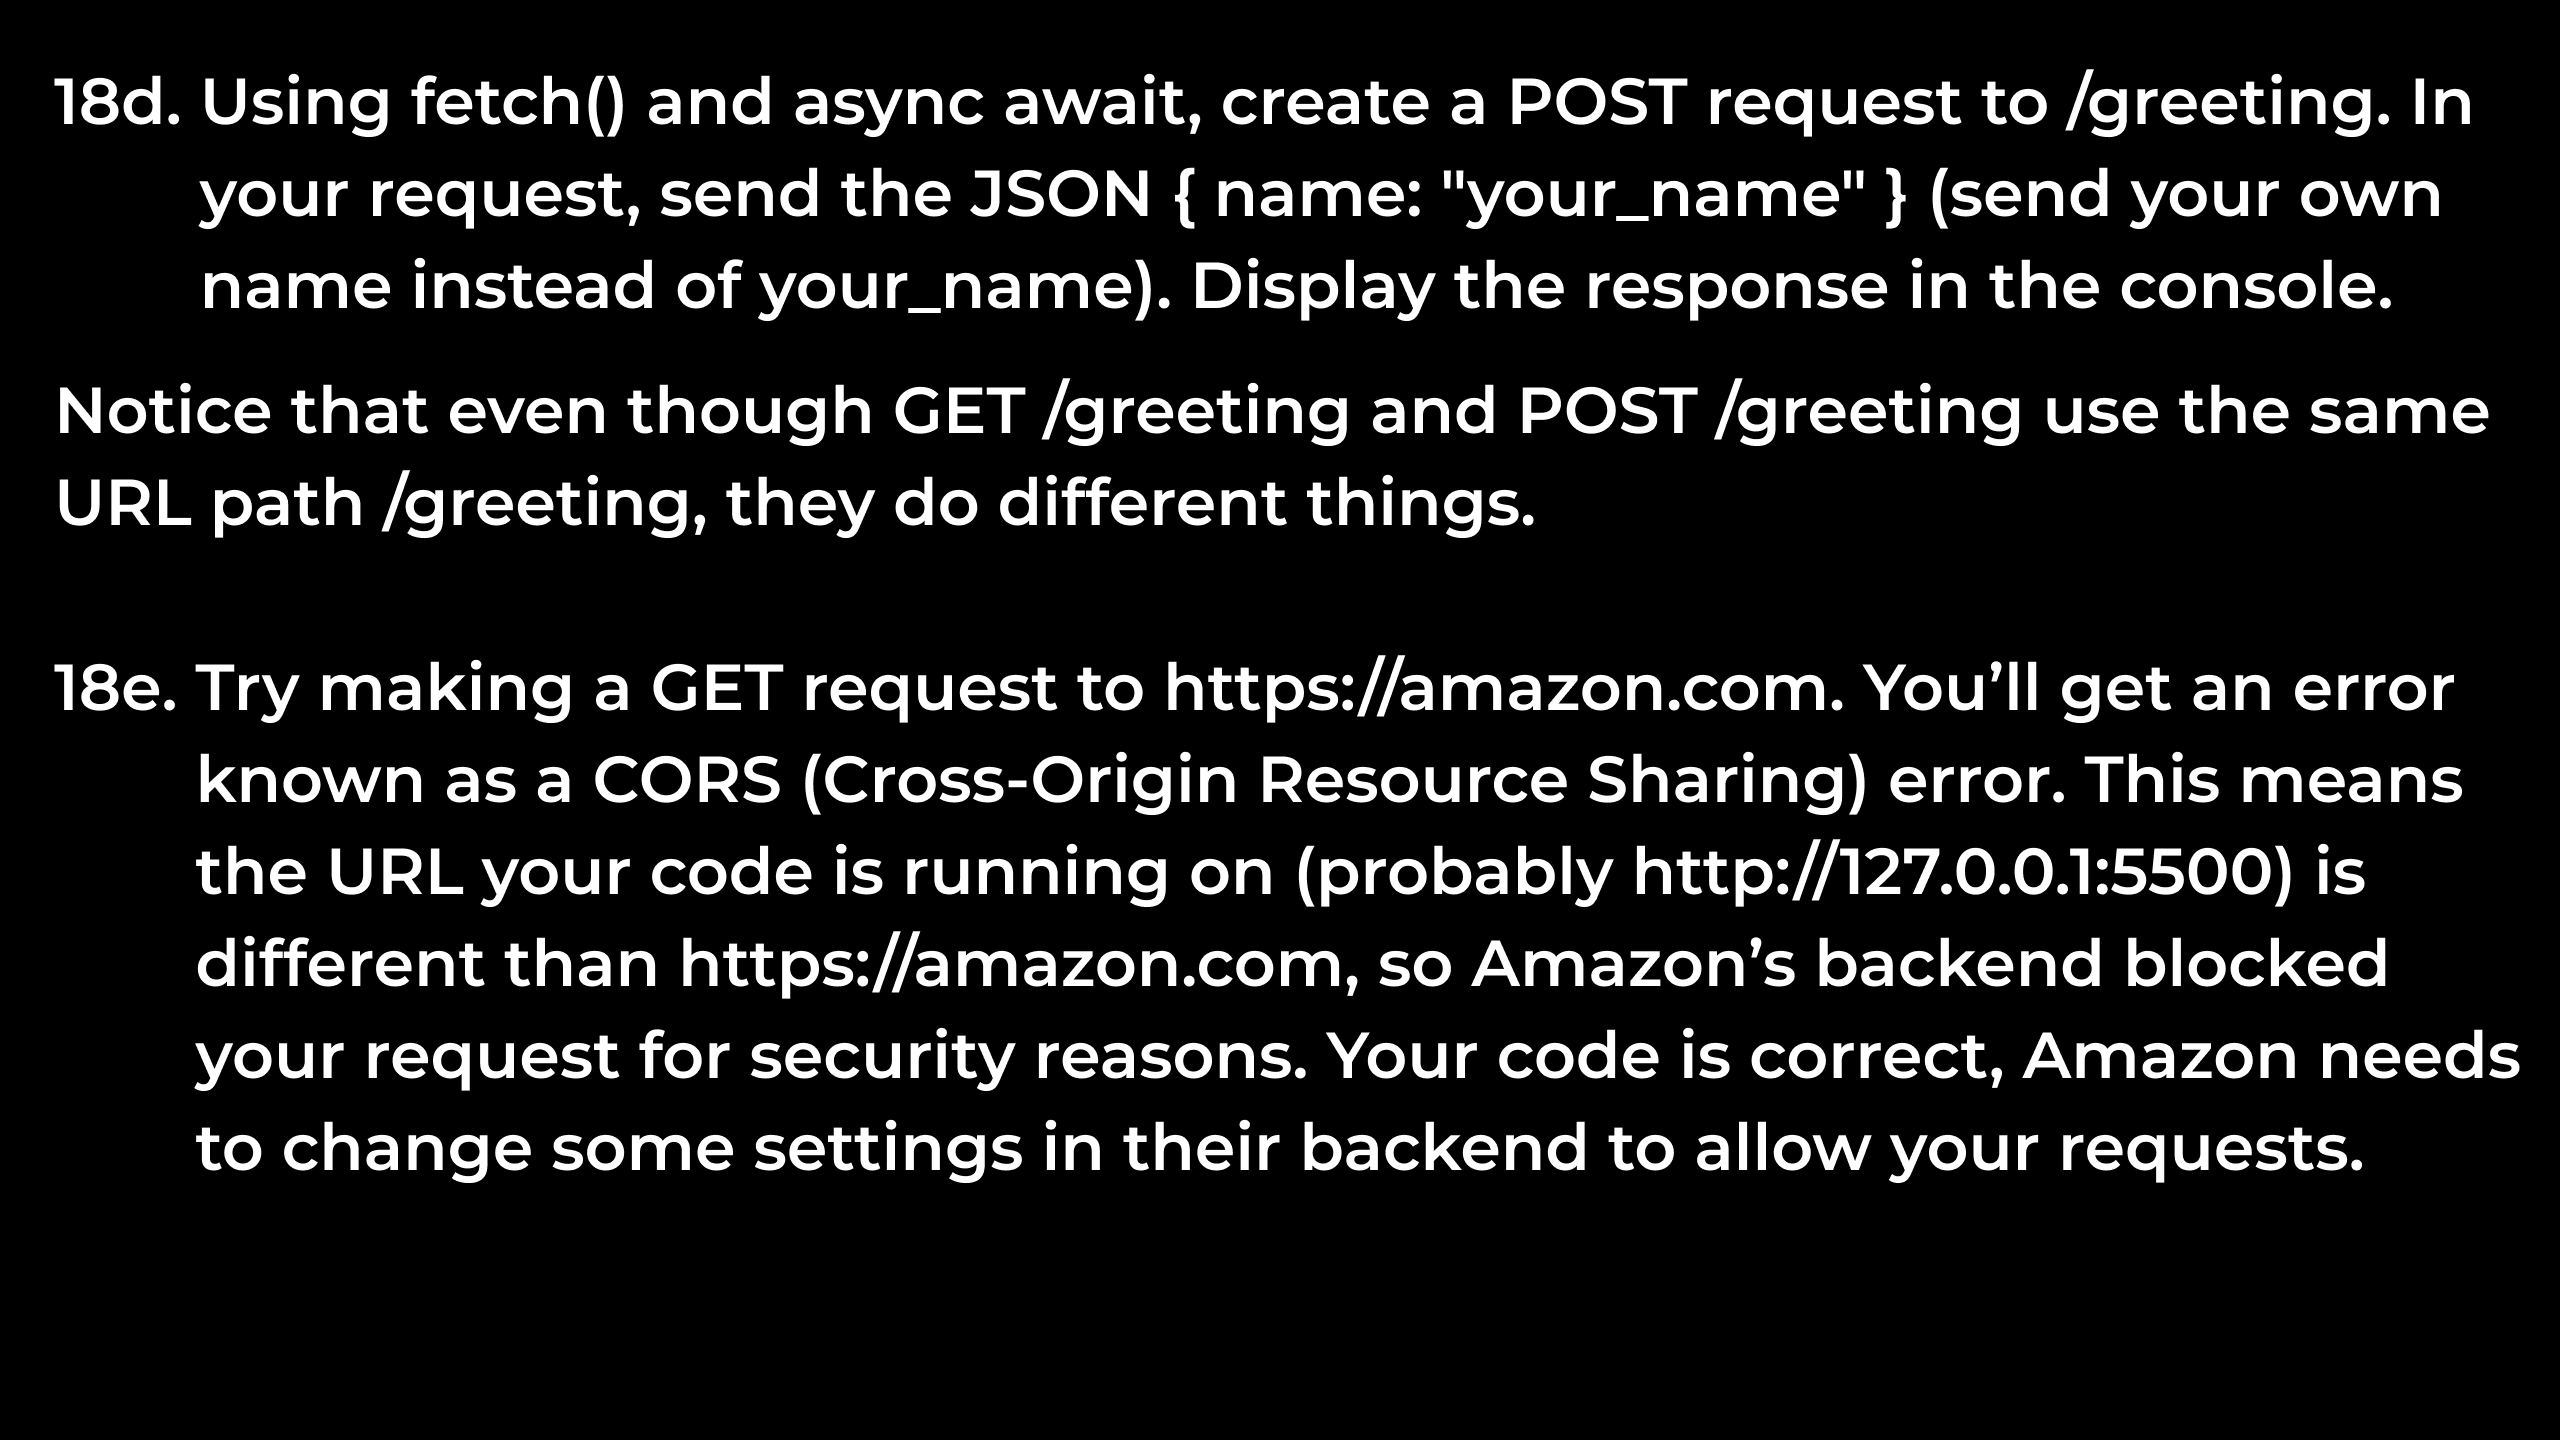 18d. Using fetch() and async await, create a POST request to /greeting. In
your request, send the JSON { name: "your_name" } (send your own
name instead of your_name). Display the response in the console.
Notice that even though GET /greeting and POST /greeting use the same
URL path /greeting, they do different things.
18e. Try making a GET request to https://amazon.com. You’ll get an error
known as a CORS (Cross-Origin Resource Sharing) error. This means
the URL your code is running on (probably http://127.0.0.1:5500) is
different than https://amazon.com, so Amazon’s backend blocked
your request for security reasons. Your code is correct, Amazon needs
to change some settings in their backend to allow your requests.